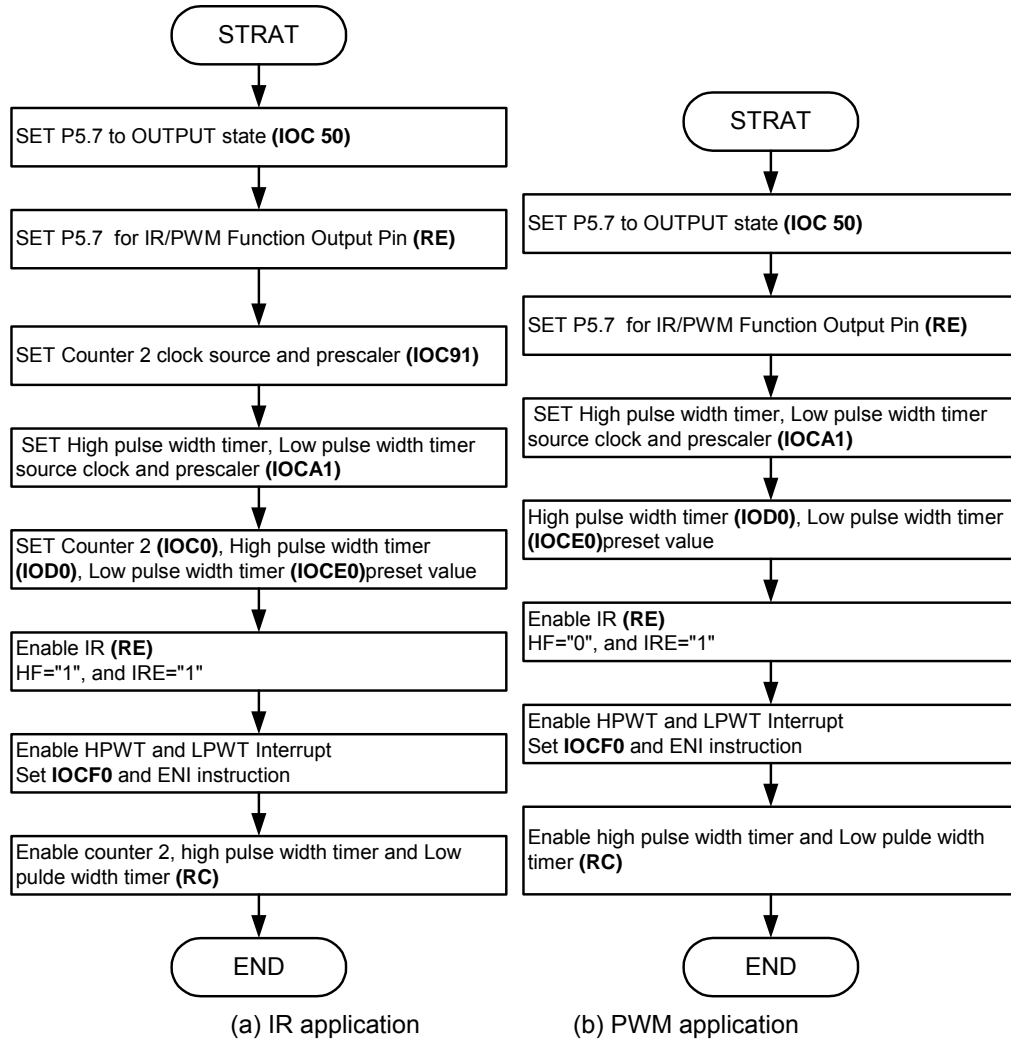 STRAT
SET P5.7 to OUTPUT state (IOC 50)
SET P5.7 for IR/PWM Function Output Pin (RE)
SET Counter 2 clock source and prescaler (IOC91)
SET High pulse width timer, Low pulse width timer
source clock and prescaler (IOCA1)
SET Counter 2 (IOC0), High pulse width timer
(IOD0), Low pulse width timer (IOCE0)preset value
Enable IR (RE)
HF="1", and IRE="1"
Enable HPWT and LPWT Interrupt
Set IOCF0 and ENI instruction
Enable counter 2, high pulse width timer and Low
pulde width timer (RC)
END
(a) IR application
STRAT
SET P5.7 to OUTPUT state (IOC 50)
SET P5.7 for IR/PWM Function Output Pin (RE)
SET High pulse width timer, Low pulse width timer
source clock and prescaler (IOCA1)
High pulse width timer (IOD0), Low pulse width timer
(IOCE0)preset value
Enable IR (RE)
HF="0", and IRE="1"
Enable HPWT and LPWT Interrupt
Set IOCF0 and ENI instruction
Enable high pulse width timer and Low pulde width
timer (RC)
END
(b) PWM application